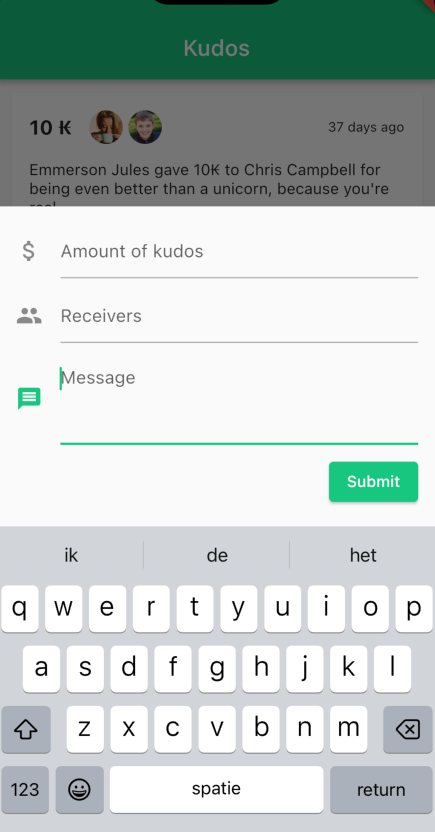 Kudos
10 ₭ 37 days ago
Emmerson Jules gave 10₭ to Chris Campbell for
being even better than a unicorn, because you're
Amount of kudos
Receivers
Message
Submit
ik de het
q w e r t y u i o p
a s d f g h j k l
z x c v b n m
123 spatie return